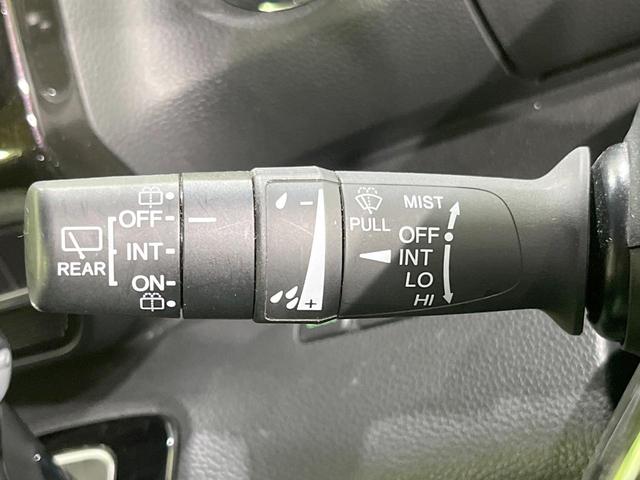 OFF
INT
ON
REAR
-
+
PULL
MIST
OFF
INT
LO
HI